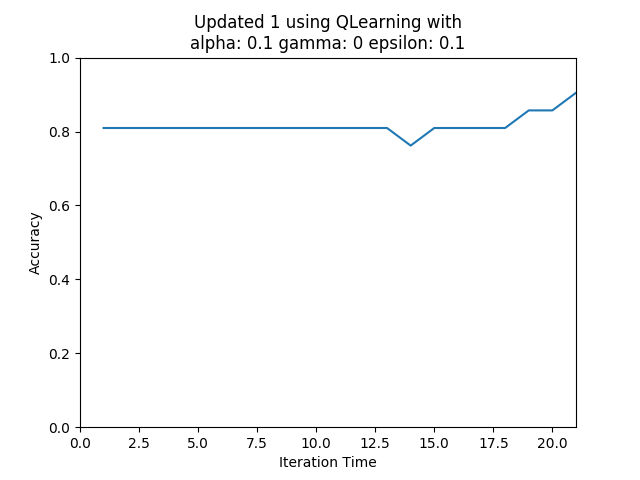 Updated 1 using QLearning with
alpha: 0.1 gamma: 0 epsilon: 0.1
1.0
0.8
0.6
0.4
0.2
0.0
Accuracy
0.0 2.5 5.0 7.5 10.0 12.5 15.0 17.5 20.0
Iteration Time